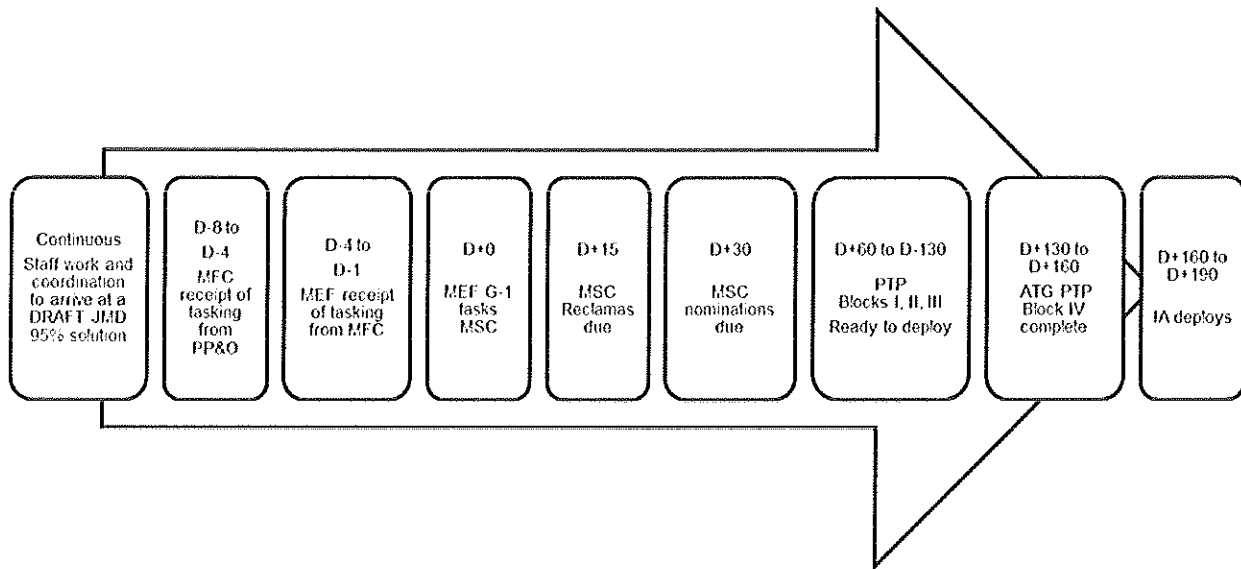 Continuous
Staff work and
coordination
to arrive at a
DRAFT JMD
95% solution
D-8 to
D-4
MFC
receipt of
tasking
from
PP&O
D-4 to
D-1
MEF receipt
of tasking
from MFC
D+0
MEF G-1
tasks
MSC
D+15
MSC
Reclamas
due
D+30
MSC
nominations
due
D+60 to D-130
PTP
Blocks I, II, III
Ready to deploy
D+130 to
D+160
ATG PTP
Block IV
complete
D+160 to
D+190
IA deploys